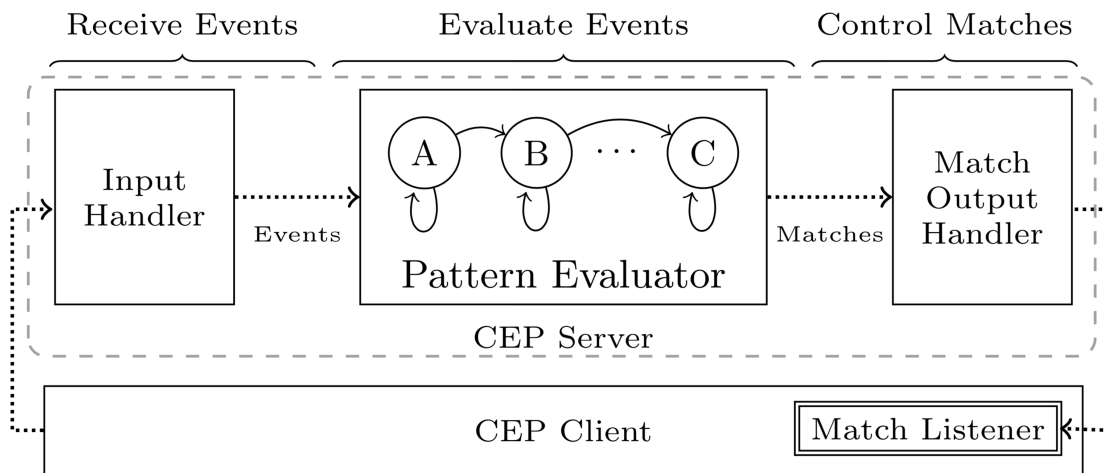 Receive Events
Evaluate Events
Control Matches
Input
Handler
Events
A
B
···
C
Pattern Evaluator
Matches
Match
Output
Handler
CEP Server
CEP Client
Match Listener